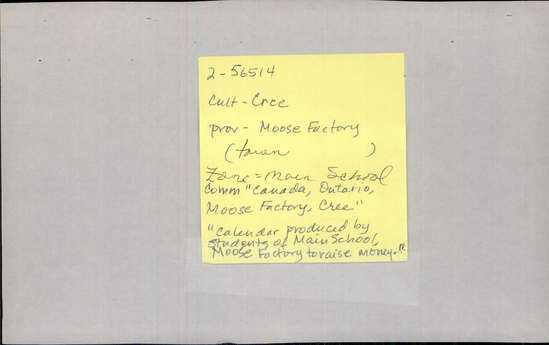 2-56514
Cult - Cree
prov - Moose Factory
(town )
Zone = Main School
Comm "Canada, Ontario,
Moose Factory, Cree"
"Calendar produced by
students of Main School,
Moose Factory to raise money."